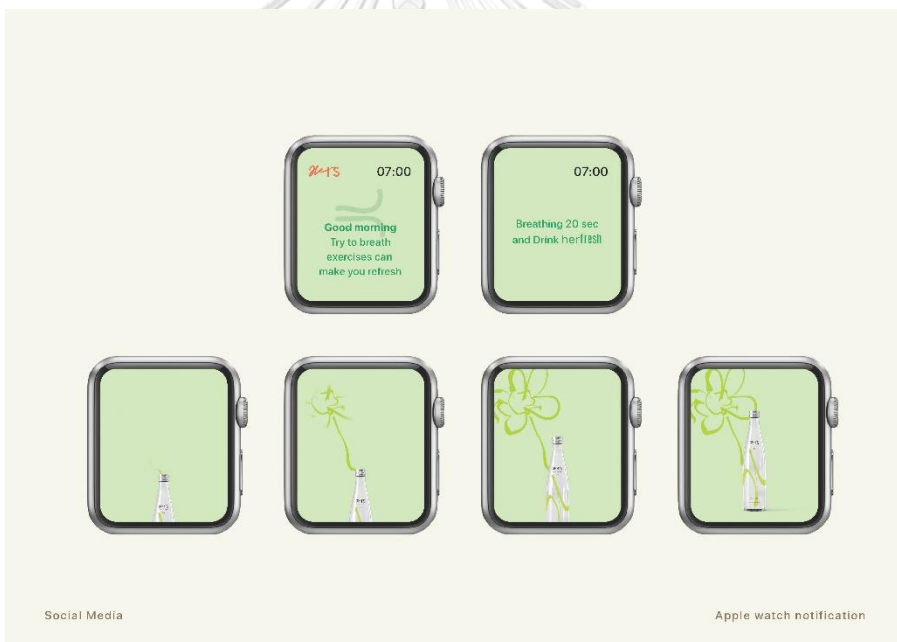 hers
07:00
Good morning
Try to breath
exercises can
make you refresh
07:00
Breathing 20 sec
and Drink herfresh
Social Media
Apple watch notification